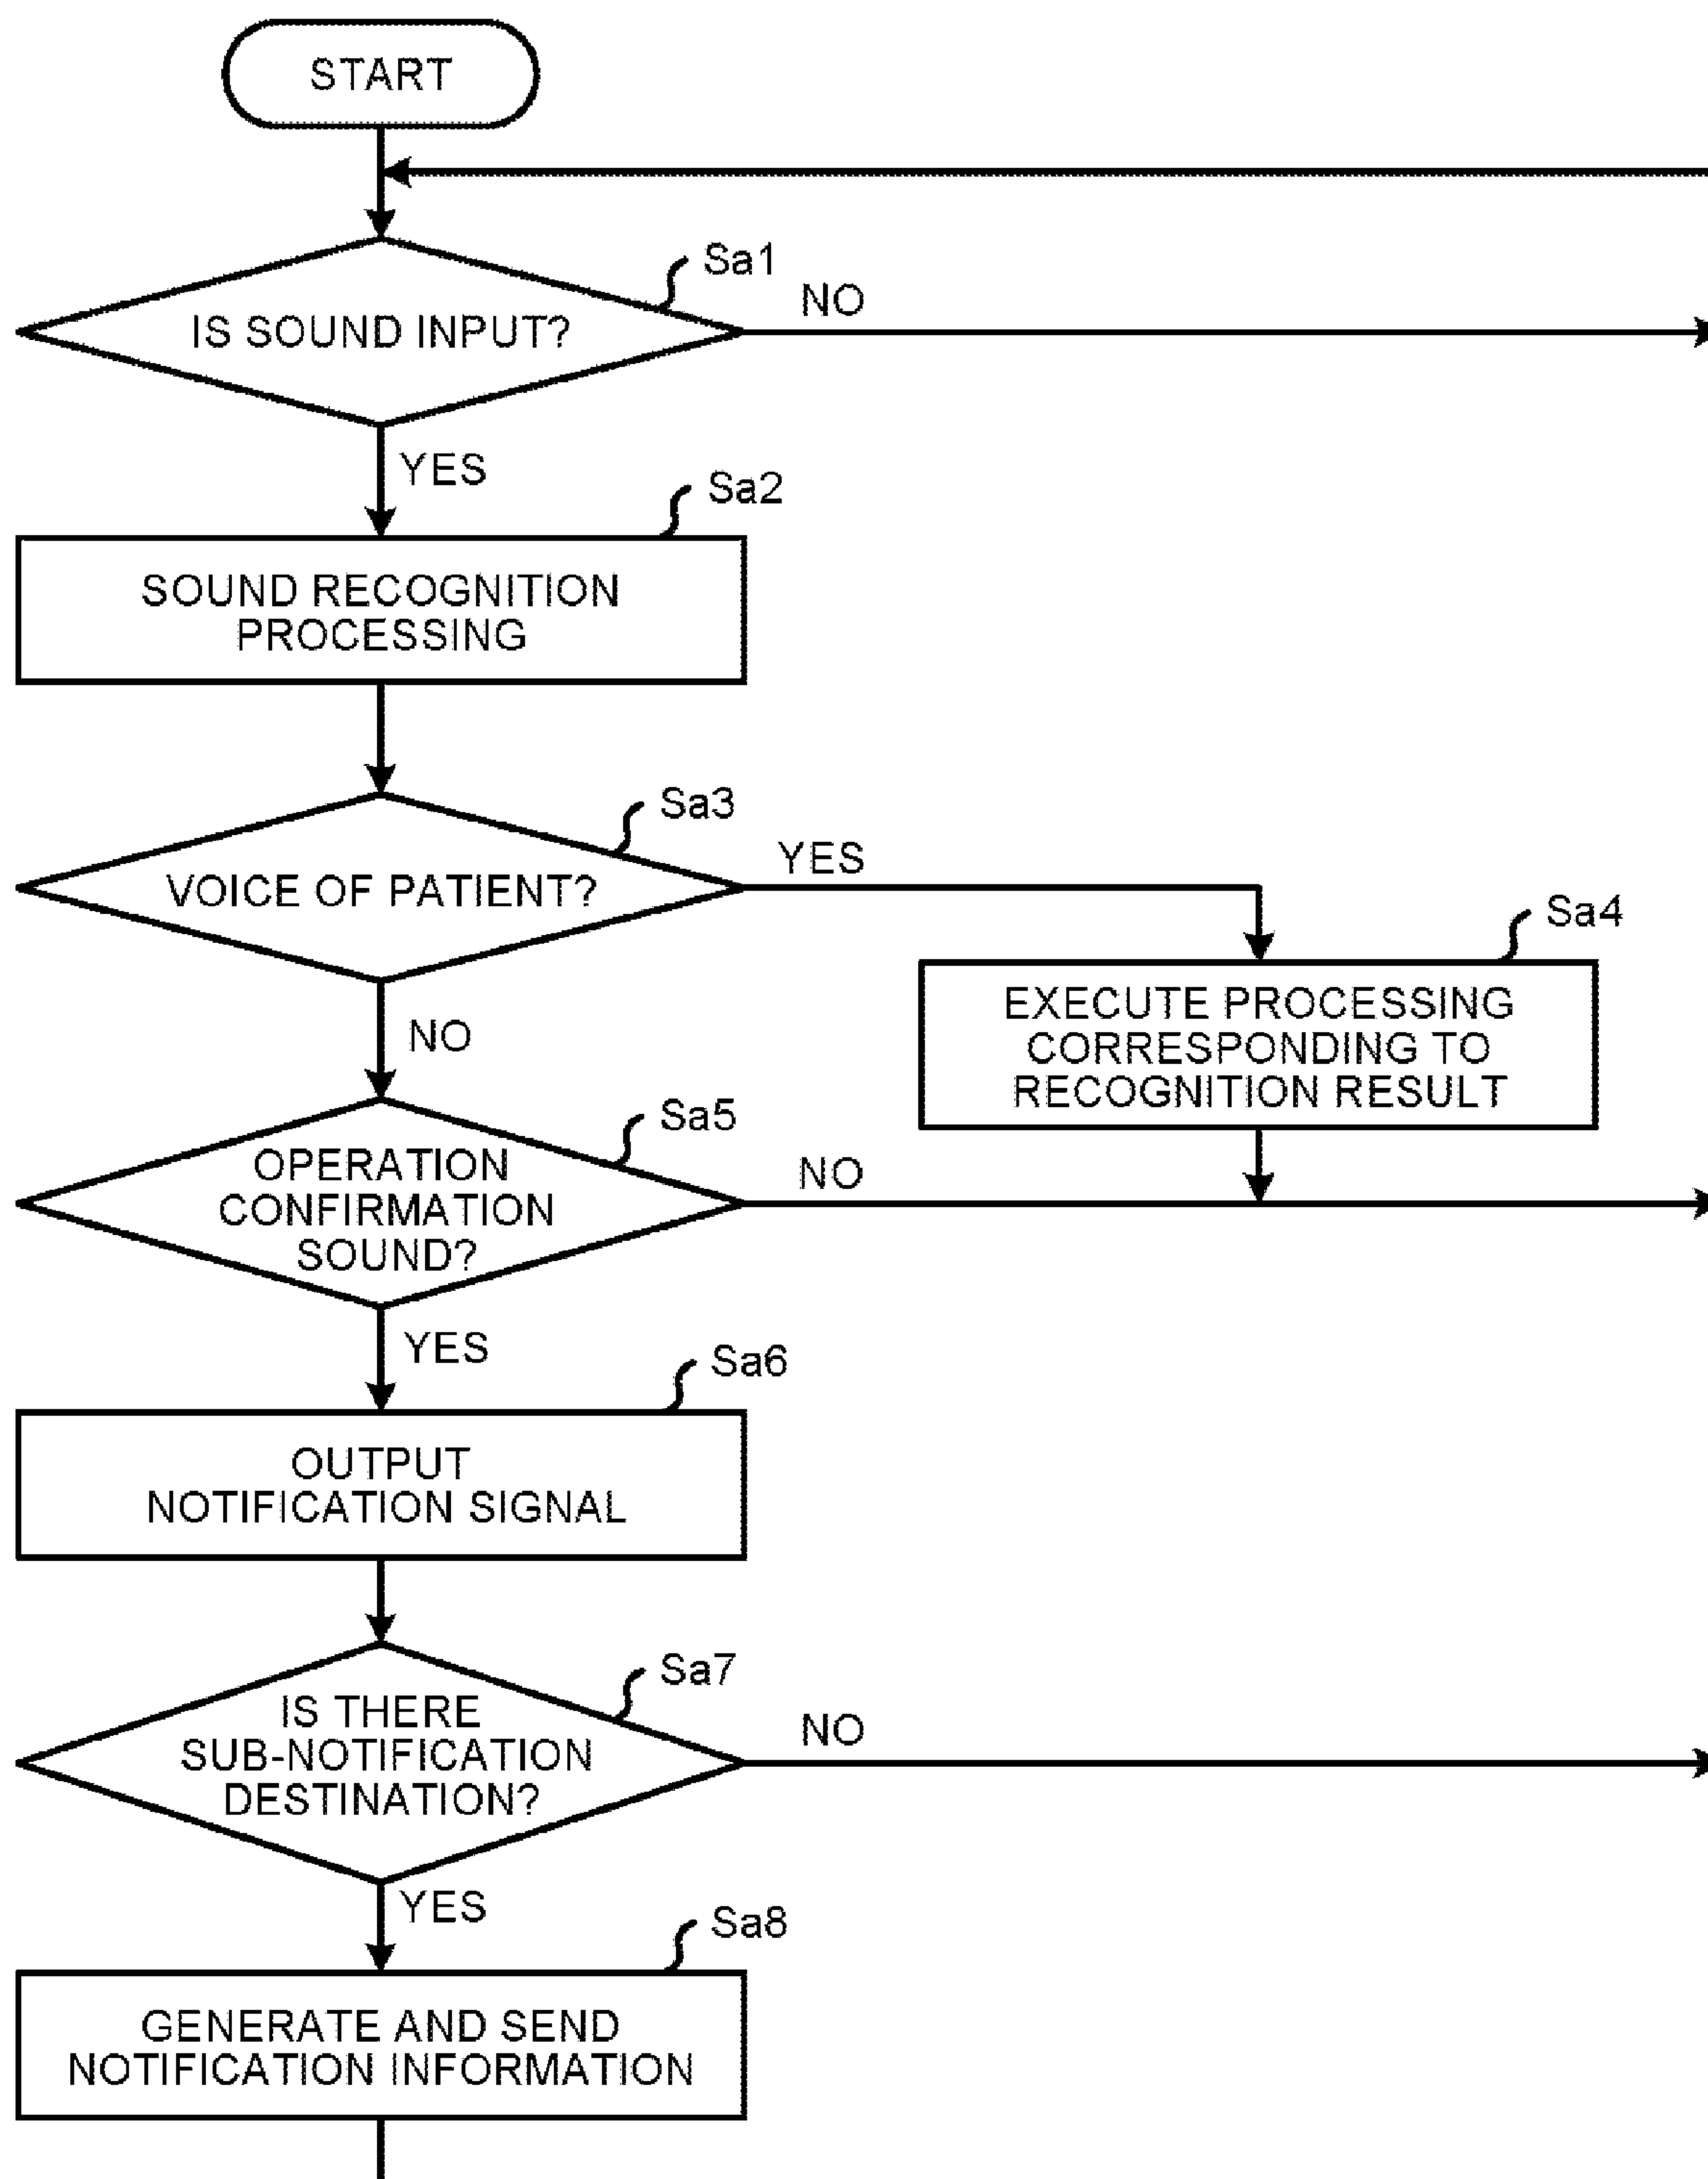 START
Sa1
NO
IS SOUND INPUT?
YES
Sa2
SOUND RECOGNITION
PROCESSING
Sa3
YES
VOICE OF PATIENT?
Sa4
EXECUTE PROCESSING
CORRESPONDING TO
RECOGNITION RESULT
NO
Sa5
NO
OPERATION
CONFIRMATION
SOUND?
YES
Sa6
OUTPUT
NOTIFICATION SIGNAL
Sa7
NO
IS THERE
SUB-NOTIFICATION
DESTINATION?
YES
Sa8
GENERATE AND SEND
NOTIFICATION INFORMATION